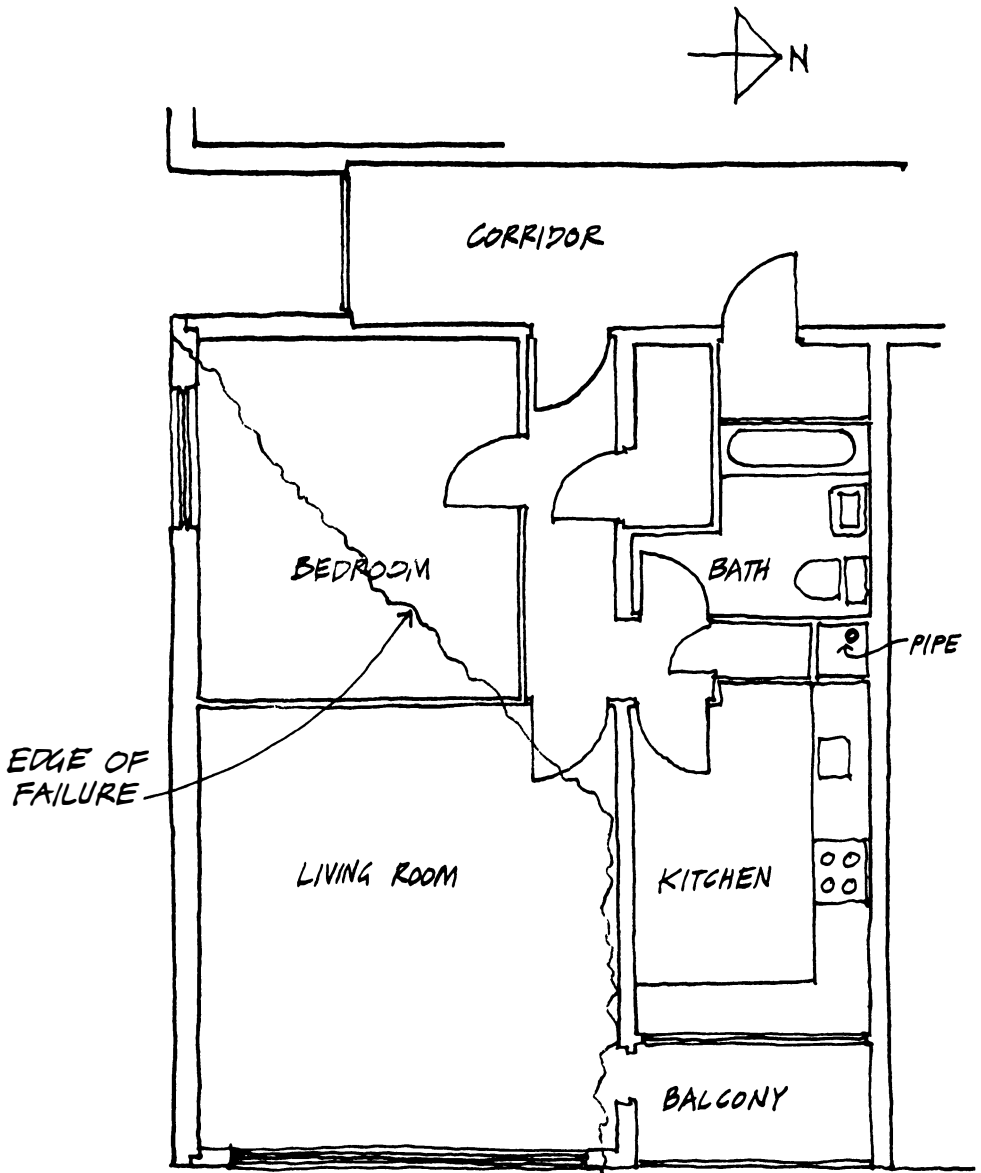 N
CORRIDOR
BEDROOM
BATH
PIPE
EDGE OF
FAILURE
LIVING ROOM
KITCHEN
BALCONY